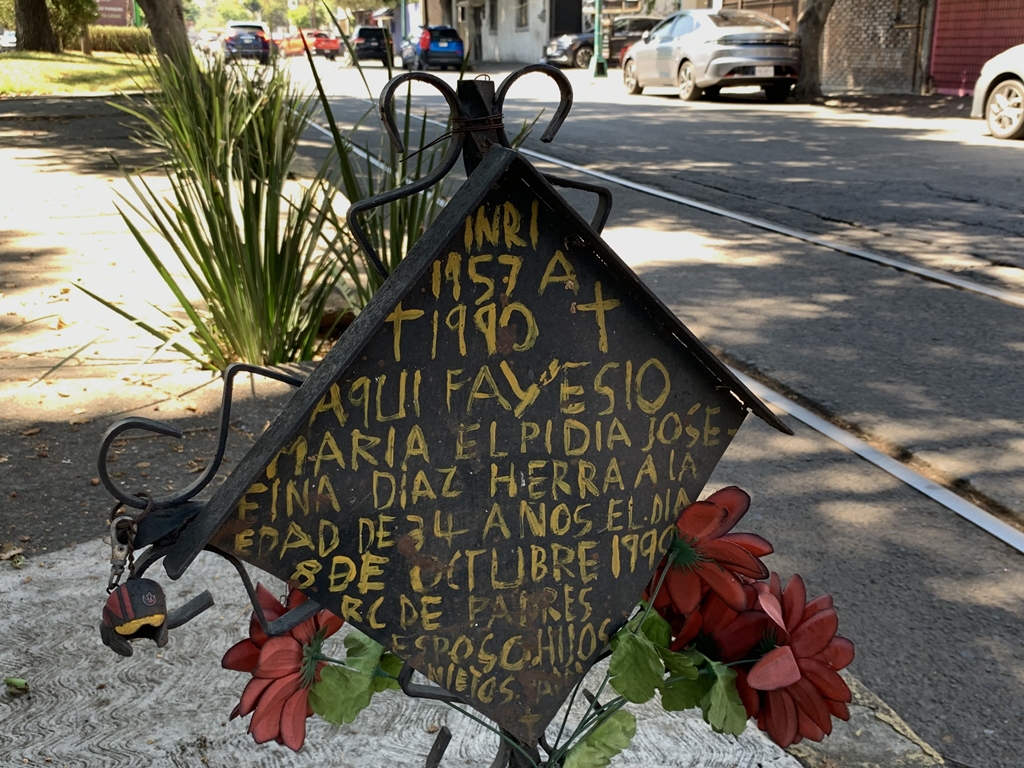 INRI
1957 A
1990
AQUI FAYESIO
MARIA ELPIDIA JOSE-
FINA DIAZ HERRA A LA
EDAD DE 34 AÑOS EL DIA
8 DE OCTUBRE 1990
RC DE PADRES
ESPOSO HIJOS
NIETOS